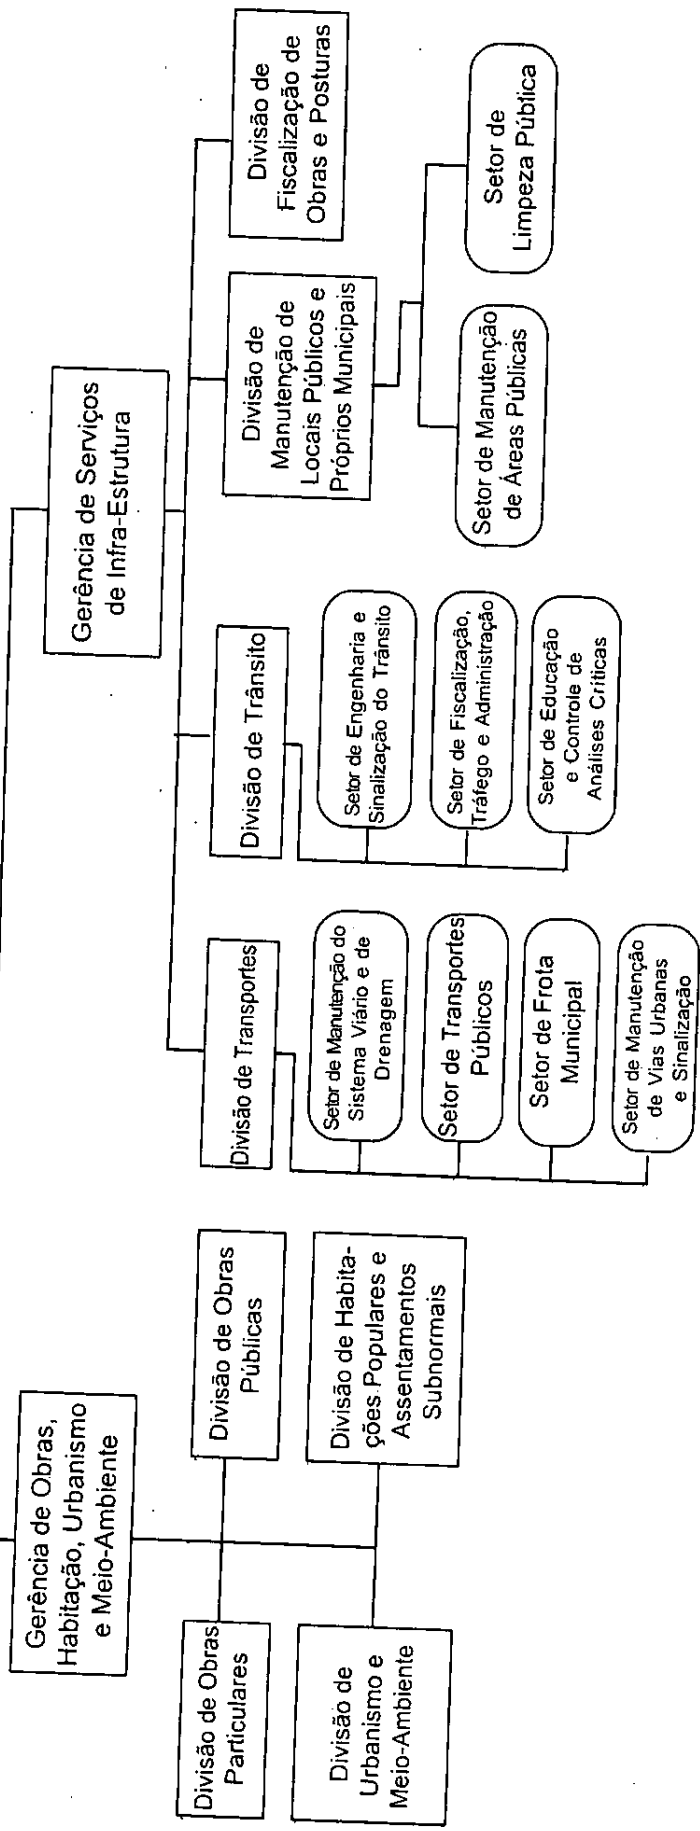 Gerência de Obras,
Habitação, Urbanismo
e Meio-Ambiente
Divisão de Obras
Particulares
Divisão de Obras
Públicas
Divisão de
Urbanismo e
Meio-Ambiente
Divisão de Habita-
ções Populares e
Assentamentos
Subnormais
Gerência de Serviços
de Infra-Estrutura
Divisão de Transportes
Setor de Manutenção do
Sistema Viário e de
Drenagem
Setor de Transportes
Públicos
Setor de Frota
Municipal
Setor de Manutenção
de Vias Urbanas
e Sinalização
Divisão de Trânsito
Setor de Engenharia e
Sinalização do Trânsito
Setor de Fiscalização,
Tráfego e Administração
Setor de Educação
e Controle de
Análises Críticas
Divisão de
Manutenção de
Locais Públicos e
Próprios Municipais
Setor de Manutenção
de Áreas Públicas
Setor de
Limpeza Pública
Divisão de
Fiscalização de
Obras e Posturas